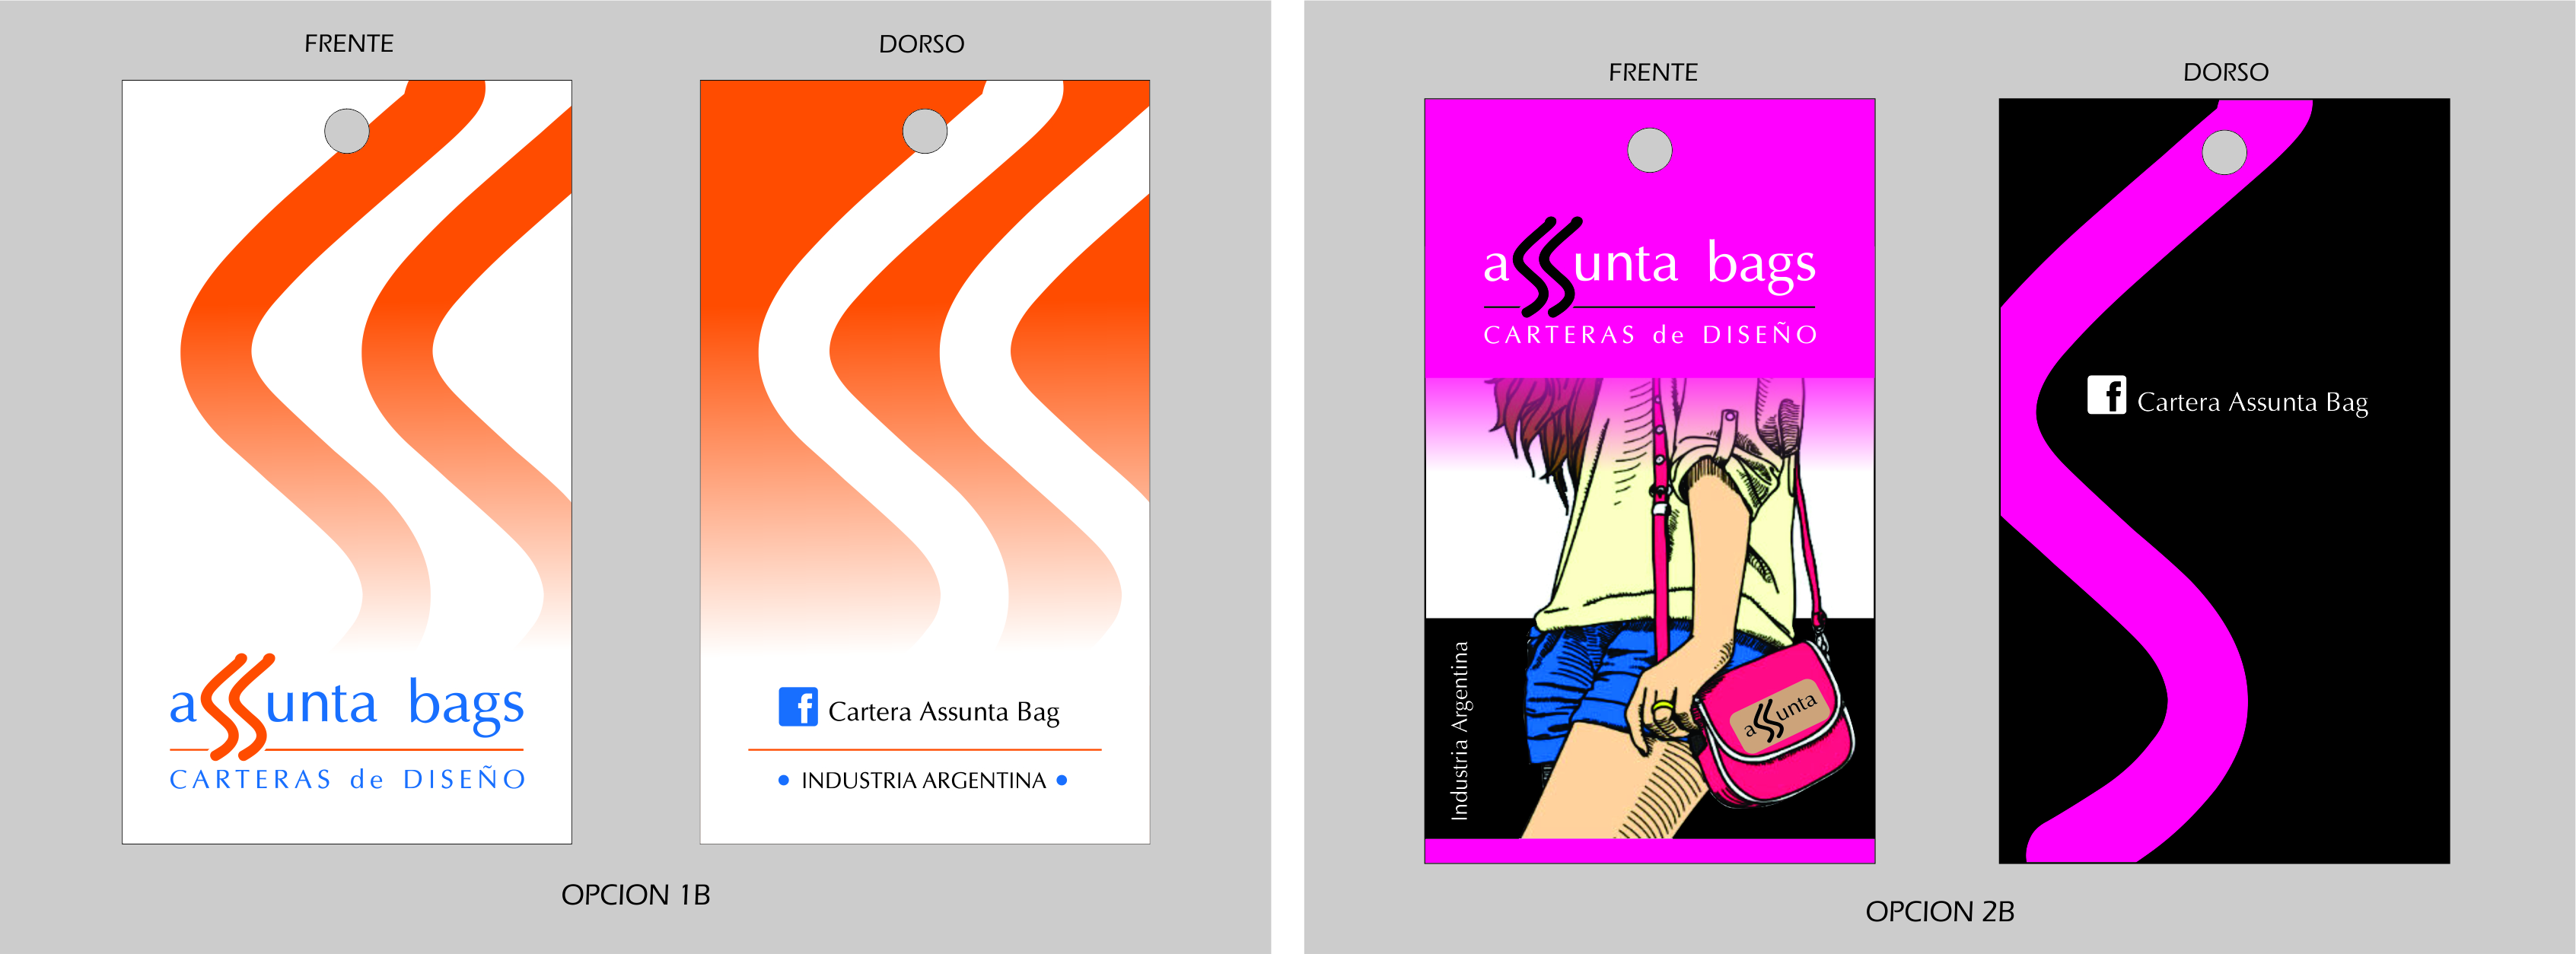 FRENTE
DORSO
assunta bags
CARTERAS de DISEÑO
Cartera Assunta Bag
• INDUSTRIA ARGENTINA •
OPCION 1B
FRENTE
DORSO
assunta bags
CARTERAS de DISEÑO
Industria Argentina
assunta
Cartera Assunta Bag
OPCION 2B